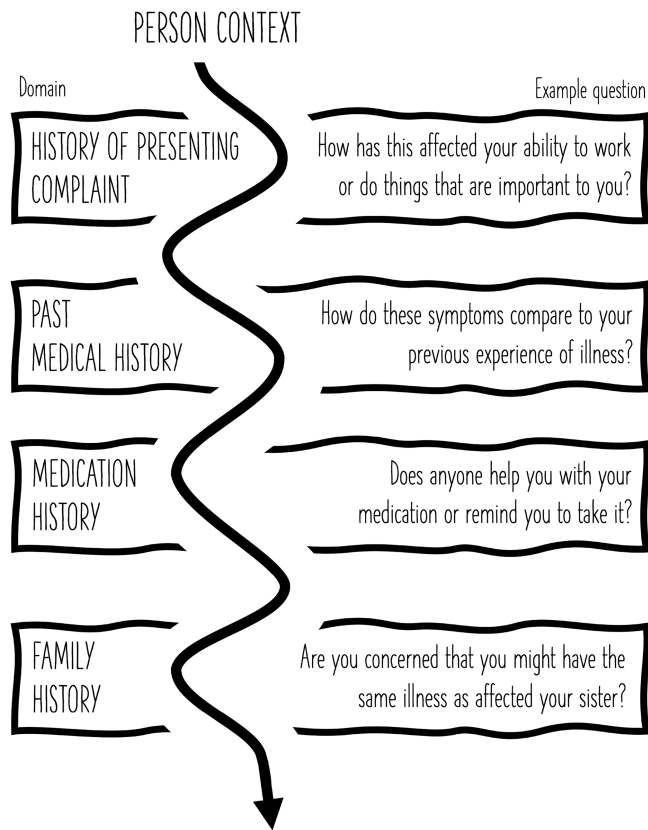 PERSON CONTEXT
Domain
Example question
HISTORY OF PRESENTING
COMPLAINT
How has this affected your ability to work
or do things that are important to you?
PAST
MEDICAL HISTORY
How do these symptoms compare to your
previous experience of illness?
MEDICATION
HISTORY
Does anyone help you with your
medication or remind you to take it?
FAMILY
HISTORY
Are you concerned that you might have the
same illness as affected your sister?